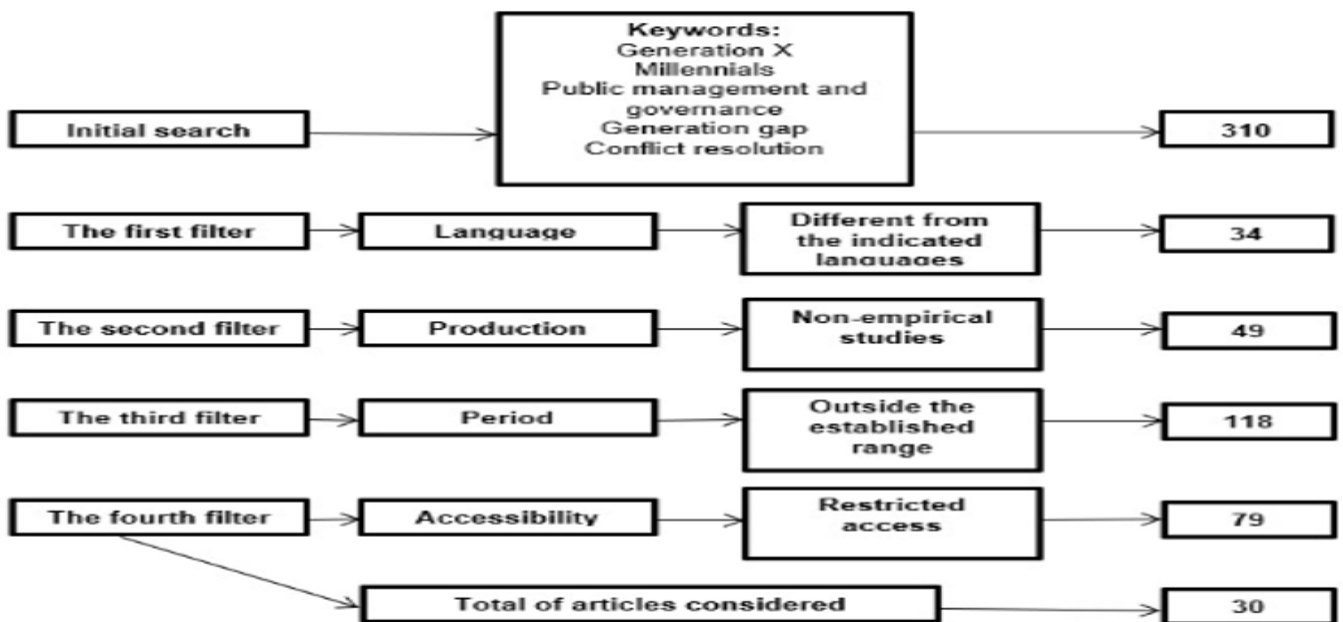 Keywords:
Generation X
Millennials
Public management and
governance
Generation gap
Conflict resolution
Initial search
310
The first filter
Language
Different from
the indicated
languages
34
The second filter
Production
Non-empirical
studies
49
The third filter
Period
Outside the
established
range
118
The fourth filter
Accessibility
Restricted
access
79
Total of articles considered
30